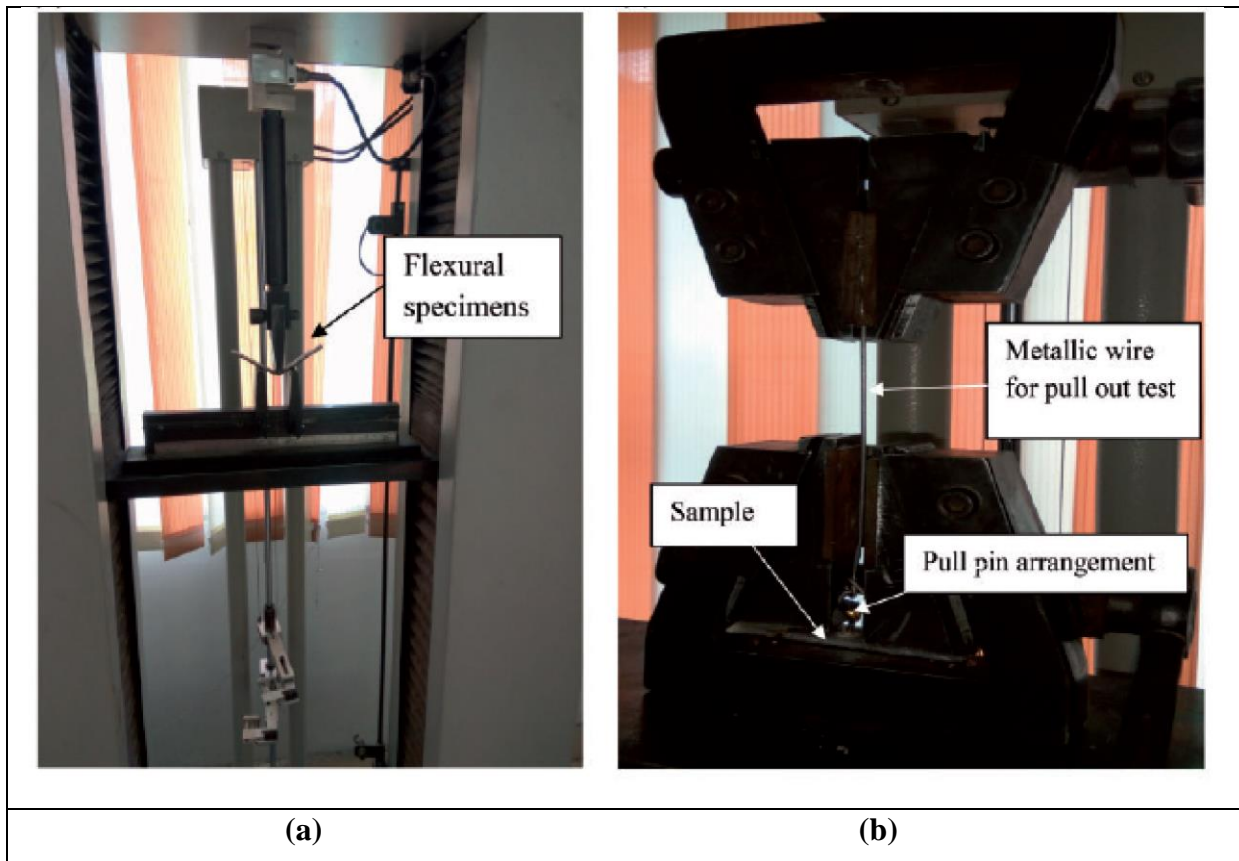 Flexural
specimens
Metallic wire
for pull out test
Sample
Pull pin arrangement
(a)
(b)